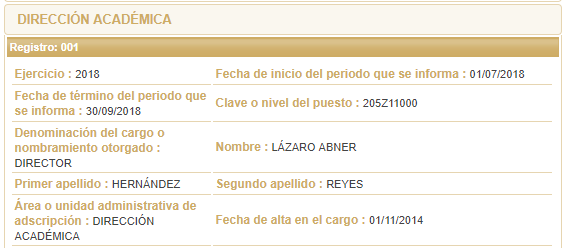 DIRECCIÓN ACADÉMICA
Registro: 001
Ejercicio : 2018
Fecha de inicio del periodo que se informa : 01/07/2018
Fecha de término del periodo que
se informa : 30/09/2018
Clave o nivel del puesto : 205Z11000
Denominación del cargo o
nombramiento otorgado :
DIRECTOR
Nombre : LÁZARO ABNER
Primer apellido : HERNÁNDEZ
Segundo apellido : REYES
Área o unidad administrativa de
adscripción : DIRECCIÓN
ACADÉMICA
Fecha de alta en el cargo : 01/11/2014